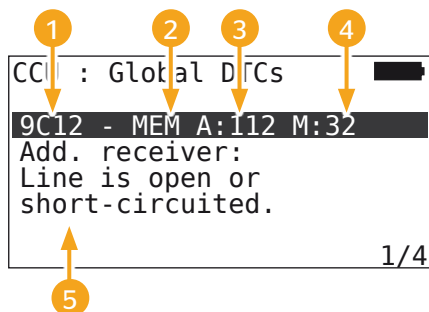 1 2 3 4
CCU : Global DTCs
9C12 - MEM A:112 M:32
Add. receiver:
Line is open or
short-circuited.
1/4
5